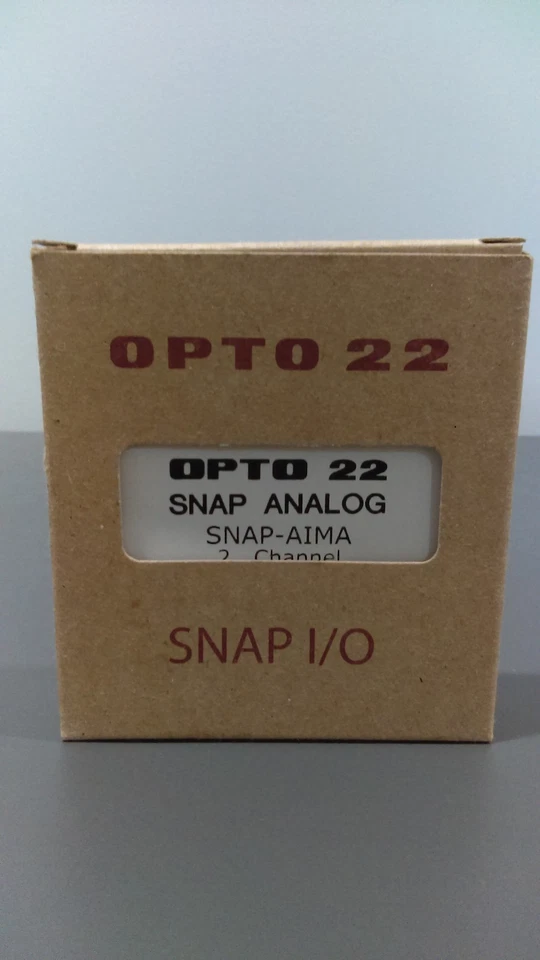 OPTO 22
OPTO 22
SNAP ANALOG
SNAP-AIMA
2 Channel
SNAP I/O